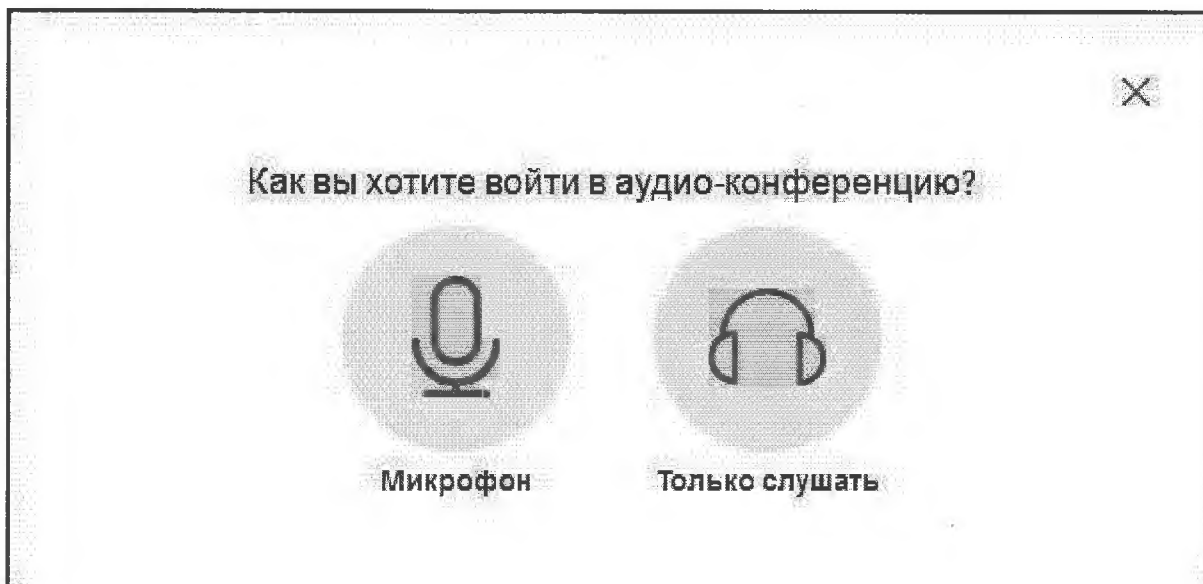 Как вы хотите войти в аудио-конференцию?
Микрофон
Только слушать